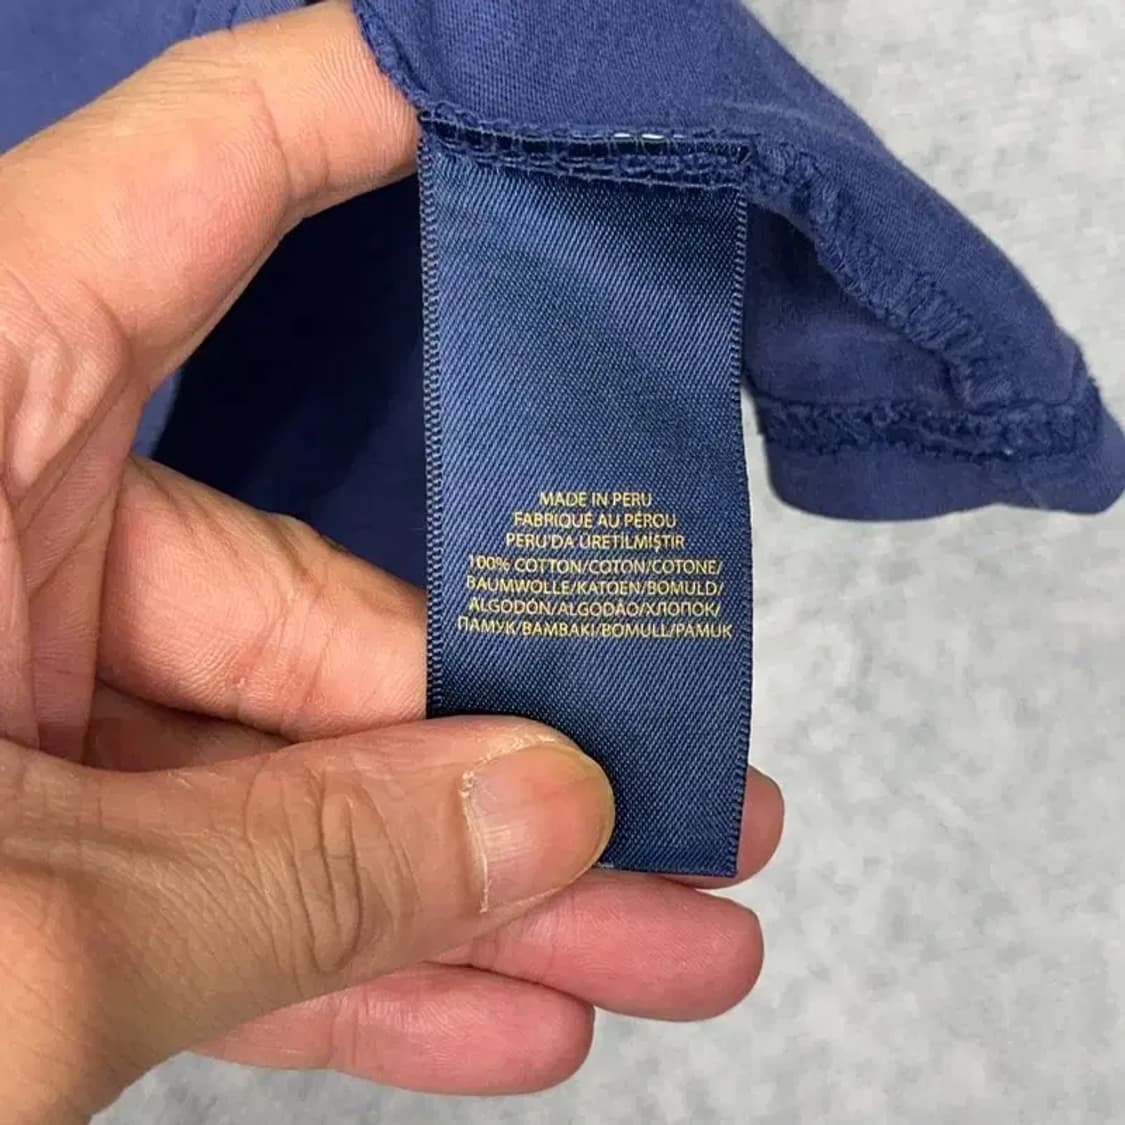 MADE IN PERU
FABRIQUÉ AU PÉROU
PERU'DA ÜRETİLMİŞTİR
100% COTTON/COTON/COTONE/
BAUMWOLLE/KATOEN/BOMULD/
ALGODÓN/ALGODÃO/ХЛОПОК/
ПАМУК/BAMBAKI/BOMULL/PAMUK